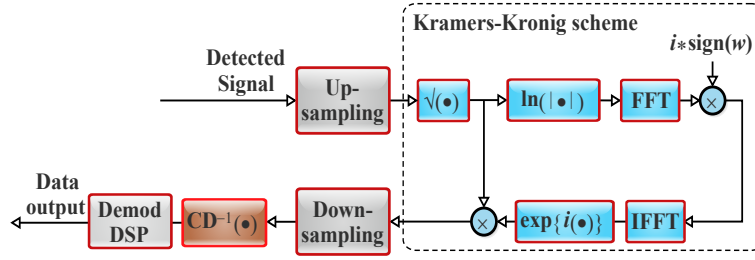 Kramers-Kronig scheme
i*sign(w)
Detected
Signal
Up-
sampling
√(•)
ln(|•|)
FFT
×
Data
output
Demod
DSP
CD⁻¹(•)
Down-
sampling
×
exp{i(•)}
IFFT